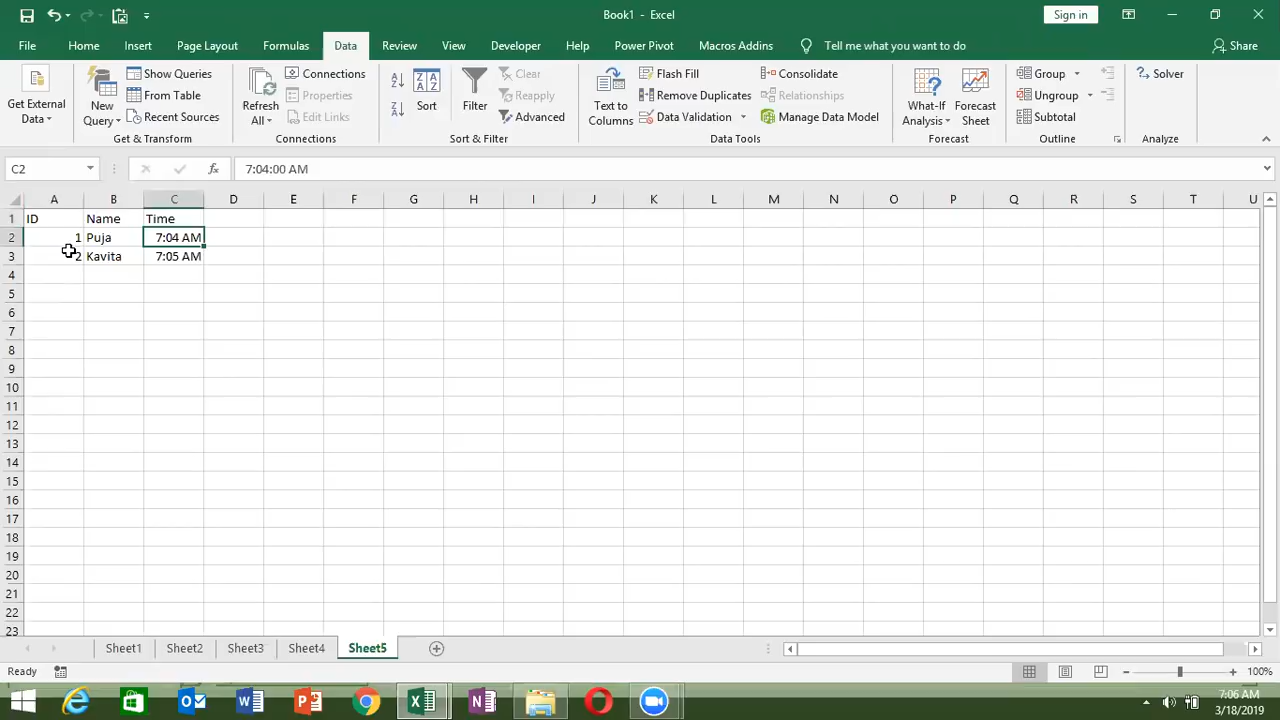 Book1 - Excel
Sign in
File Home Insert Page Layout Formulas Data Review View Developer Help Power Pivot Macros Addins Tell me what you want to do Share
Get External Data
New Query
Show Queries
From Table
Recent Sources
Get & Transform
Refresh All
Connections
Properties
Edit Links
Connections
Sort
Filter
Clear
Reapply
Advanced
Sort & Filter
Text to Columns
Flash Fill
Remove Duplicates
Data Validation
Consolidate
Relationships
Manage Data Model
Data Tools
What-If Analysis
Forecast Sheet
Forecast
Group
Ungroup
Subtotal
Outline
Solver
Analyze
C2 fx 7:04:00 AM
A B C D E F G H I J K L M N O P Q R S T U
1 ID Name Time
2 1 Puja 7:04 AM
3 2 Kavita 7:05 AM
4
5
6
7
8
9
10
11
12
13
14
15
16
17
18
19
20
21
22
23
Sheet1 Sheet2 Sheet3 Sheet4 Sheet5
Ready 100%
7:06 AM
3/18/2019